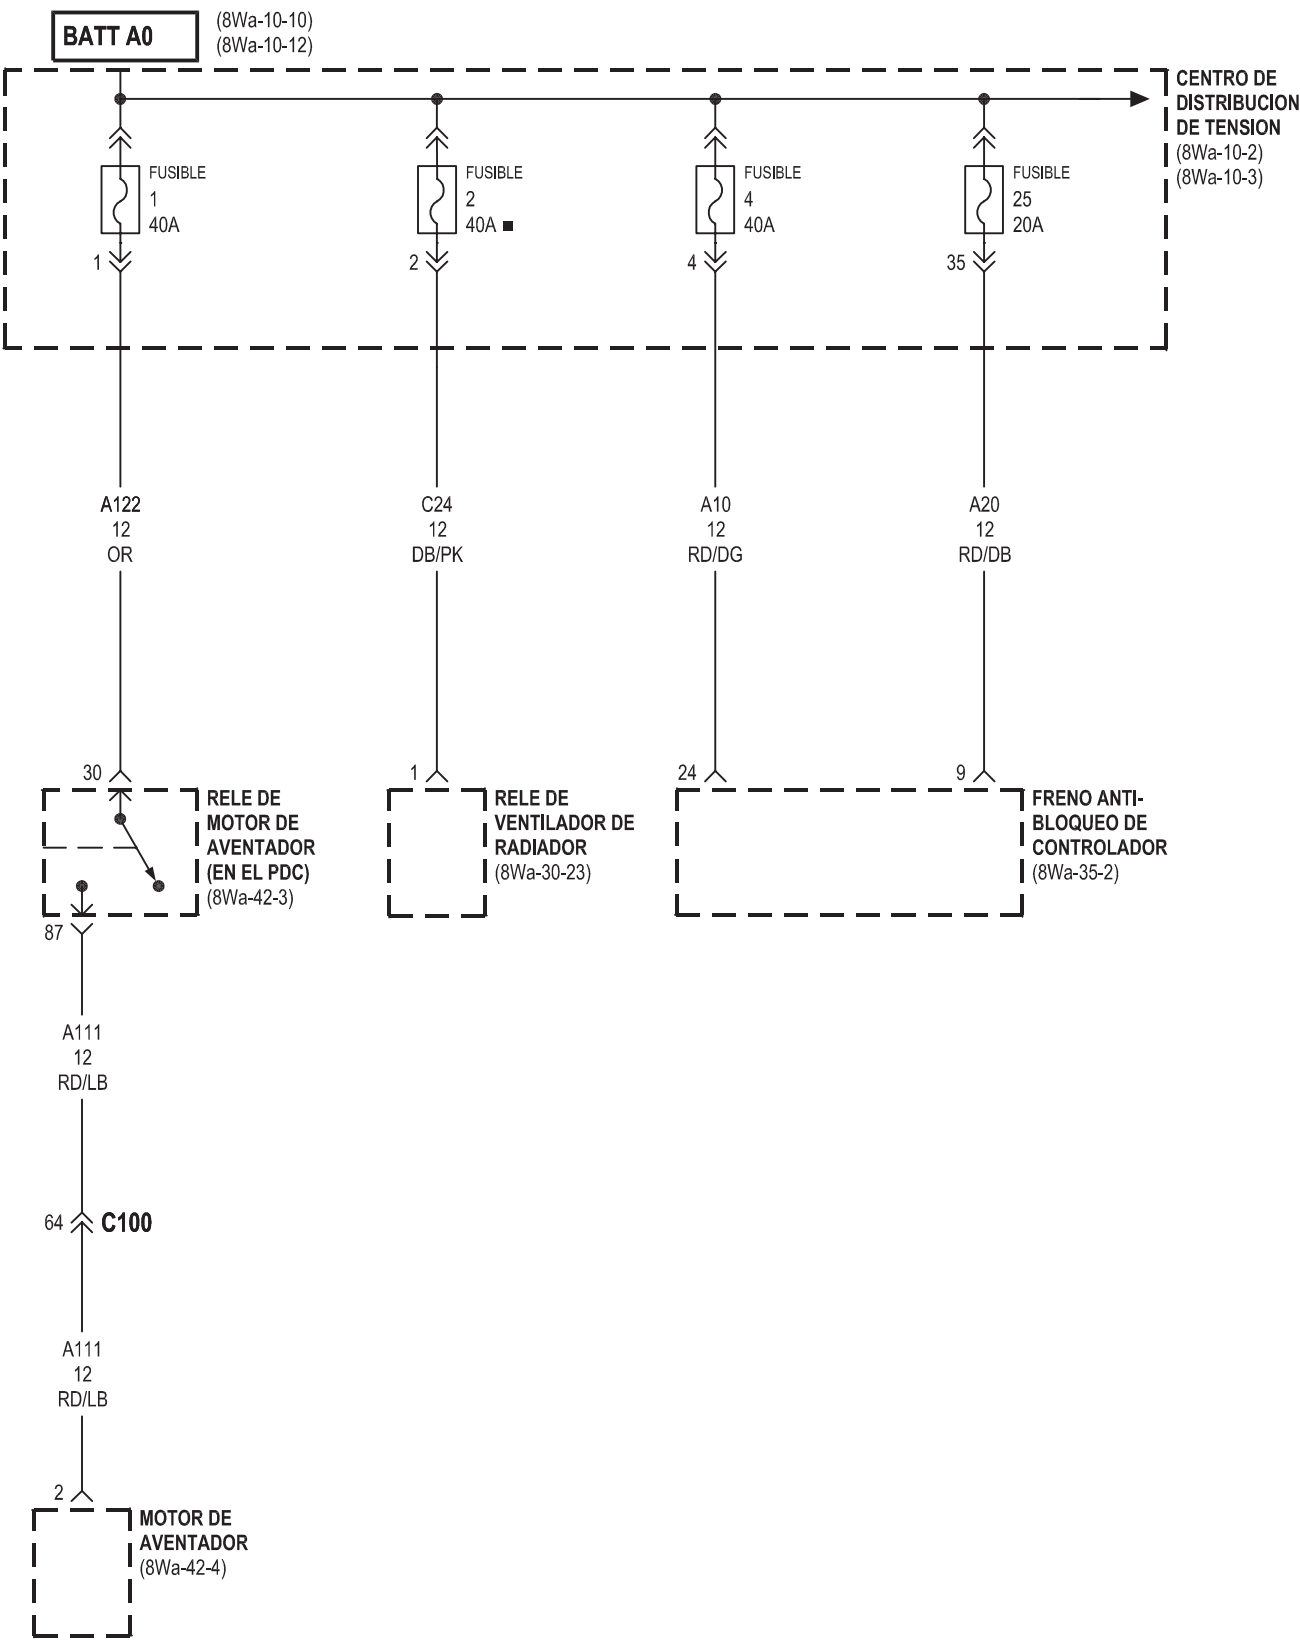 BATT A0
(8Wa-10-10)
(8Wa-10-12)
CENTRO DE
DISTRIBUCION
DE TENSION
(8Wa-10-2)
(8Wa-10-3)
FUSIBLE
1
40A
1
FUSIBLE
2
40A ■
2
FUSIBLE
4
40A
4
FUSIBLE
25
20A
35
A122
12
OR
C24
12
DB/PK
A10
12
RD/DG
A20
12
RD/DB
30
RELE DE
MOTOR DE
AVENTADOR
(EN EL PDC)
(8Wa-42-3)
87
1
RELE DE
VENTILADOR DE
RADIADOR
(8Wa-30-23)
24
9
FRENO ANTI-
BLOQUEO DE
CONTROLADOR
(8Wa-35-2)
A111
12
RD/LB
64
C100
A111
12
RD/LB
2
MOTOR DE
AVENTADOR
(8Wa-42-4)